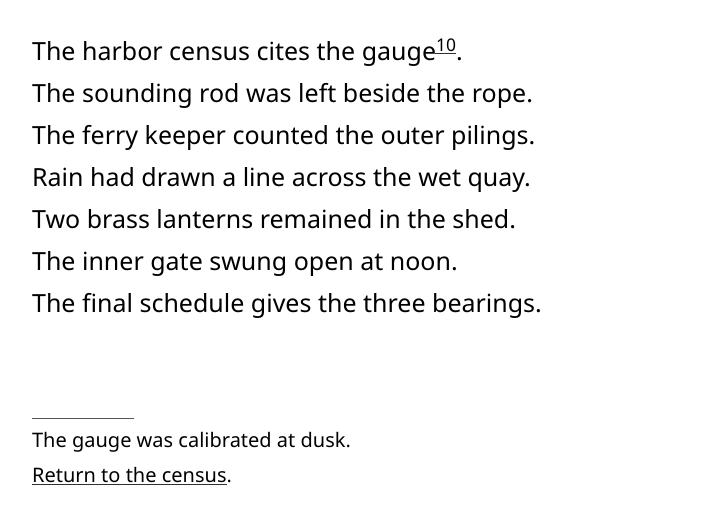 The harbor census cites the gauge¹⁰.
The sounding rod was left beside the rope.
The ferry keeper counted the outer pilings.
Rain had drawn a line across the wet quay.
Two brass lanterns remained in the shed.
The inner gate swung open at noon.
The final schedule gives the three bearings.
The gauge was calibrated at dusk.
Return to the census.